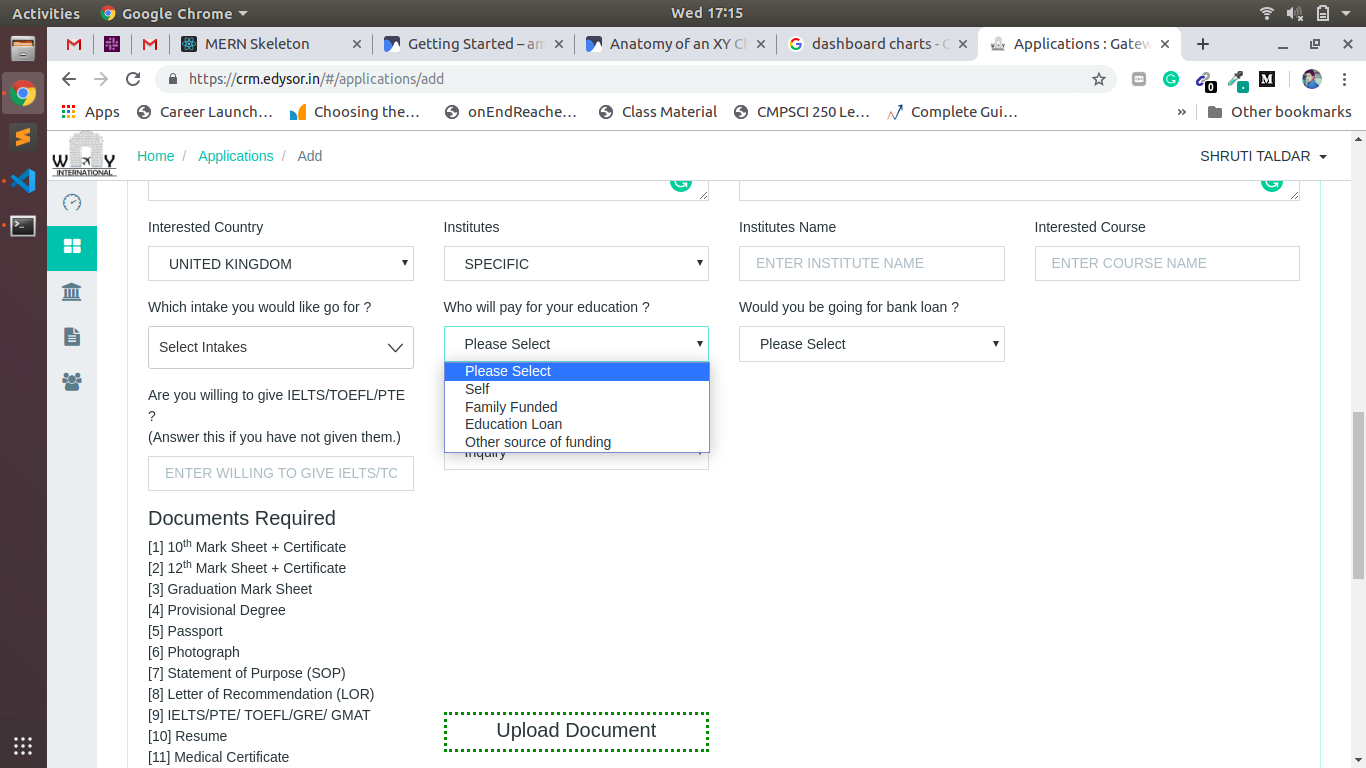 Activities Google Chrome Wed 17:15
MERN Skeleton Getting Started – am Anatomy of an XY Ch dashboard charts - G Applications : Gatew
https://crm.edysor.in/#/applications/add
0 M
Apps Career Launch… Choosing the… onEndReache… Class Material CMPSCI 250 Le… Complete Gui… » Other bookmarks
W Y
INTERNATIONAL
Home / Applications / Add SHRUTI TALDAR
Interested Country Institutes Institutes Name Interested Course
UNITED KINGDOM SPECIFIC ENTER INSTITUTE NAME ENTER COURSE NAME
Which intake you would like go for ? Who will pay for your education ? Would you be going for bank loan ?
Select Intakes Please Select Please Select
Please Select
Self
Family Funded
Education Loan
Other source of funding
Inquiry
Are you willing to give IELTS/TOEFL/PTE
?
(Answer this if you have not given them.)
ENTER WILLING TO GIVE IELTS/TO
Documents Required
[1] 10th Mark Sheet + Certificate
[2] 12th Mark Sheet + Certificate
[3] Graduation Mark Sheet
[4] Provisional Degree
[5] Passport
[6] Photograph
[7] Statement of Purpose (SOP)
[8] Letter of Recommendation (LOR)
[9] IELTS/PTE/ TOEFL/GRE/ GMAT
[10] Resume
[11] Medical Certificate
Upload Document